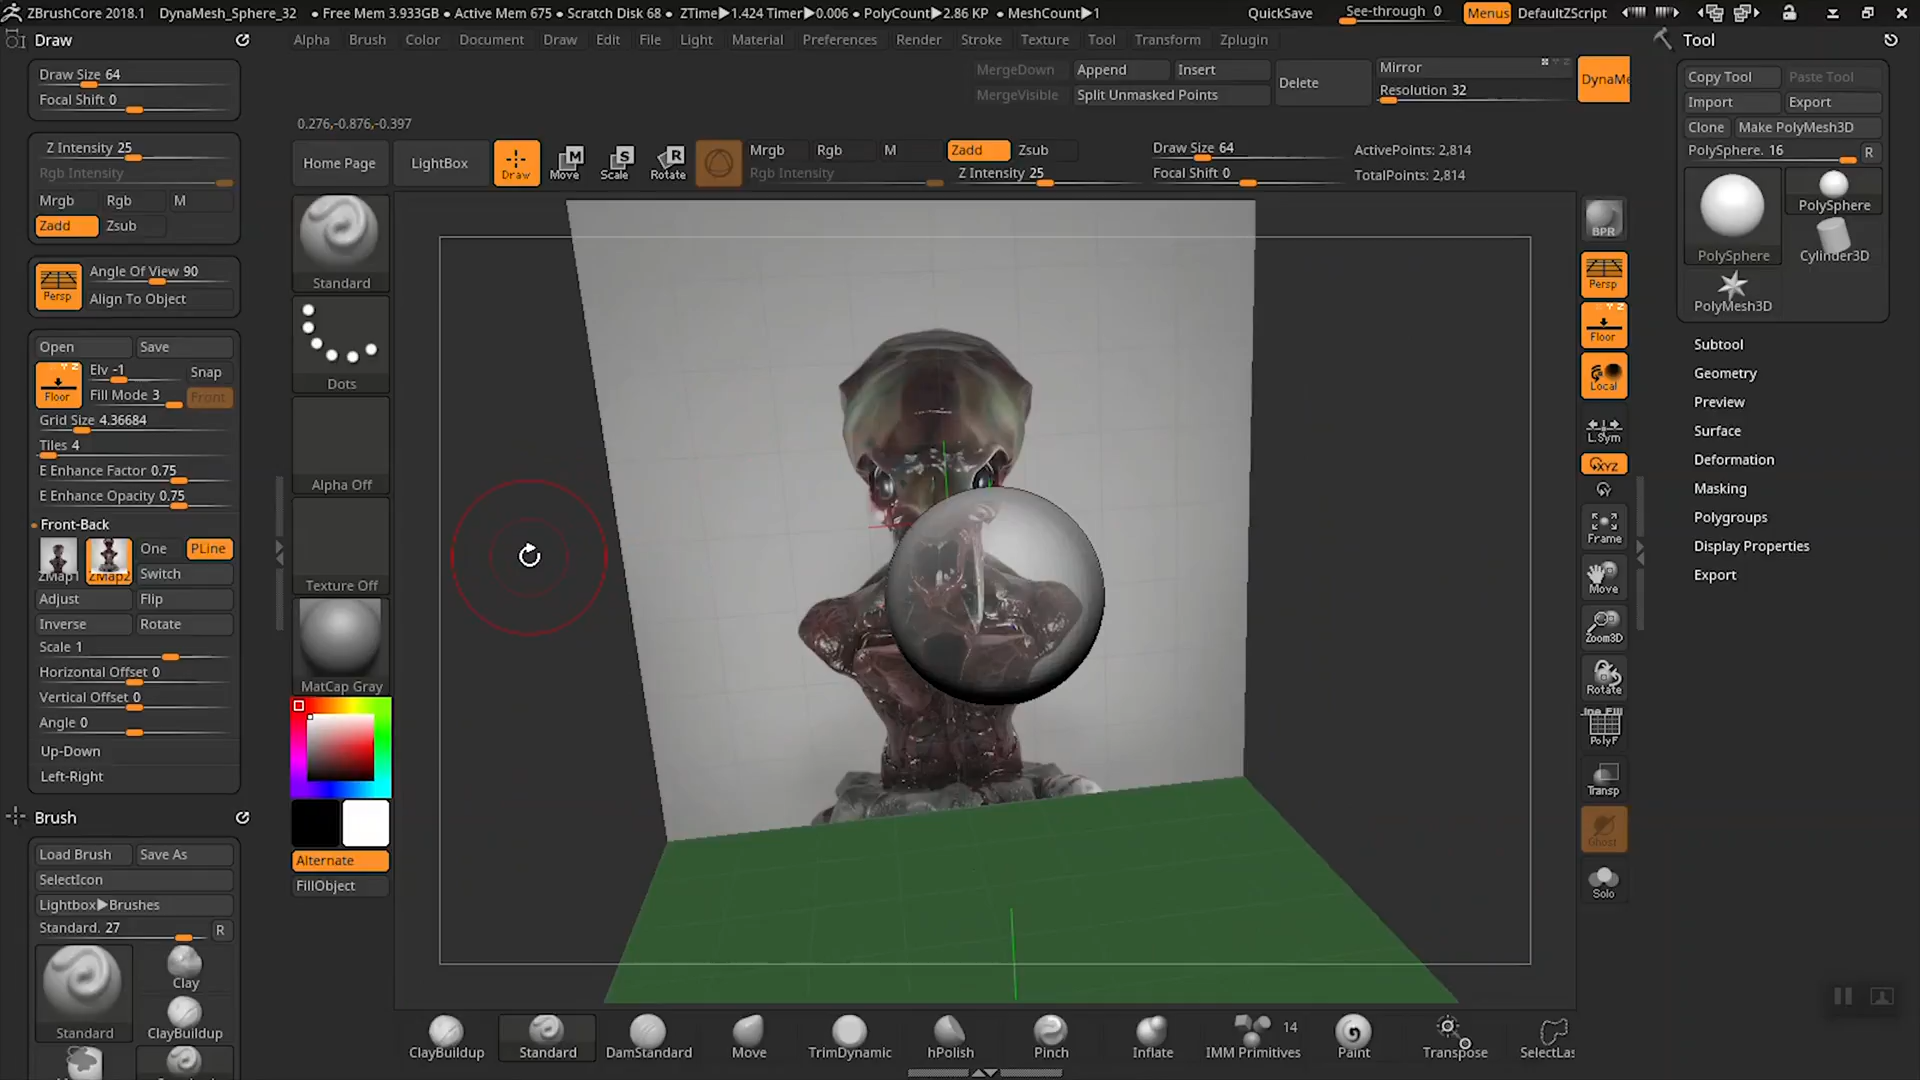 ZBrushCore 2018.1 DynaMesh_Sphere_32 • Free Mem 3.933GB • Active Mem 675 • Scratch Disk 68 • ZTime▶1.424 Timer▶0.006 • PolyCount▶2.86 KP • MeshCount▶1 QuickSave See-through 0 Menus DefaultZScript
Draw
Alpha Brush Color Document Draw Edit File Light Material Preferences Render Stroke Texture Tool Transform Zplugin
Tool
Draw Size 64
Focal Shift 0
Z Intensity 25
Rgb Intensity
Mrgb Rgb M
Zadd Zsub
Persp
Angle Of View 90
Align To Object
Open Save
Floor
Elv -1 Snap
Fill Mode 3 Front
Grid Size 4.36684
Tiles 4
E Enhance Factor 0.75
E Enhance Opacity 0.75
Front-Back
ZMap1 ZMap2 One PLine
Switch
Adjust Flip
Inverse Rotate
Scale 1
Horizontal Offset 0
Vertical Offset 0
Angle 0
Up-Down
Left-Right
Brush
Load Brush Save As
SelectIcon
Lightbox▶Brushes
Standard. 27 R
Standard
Clay
ClayBuildup
MergeDown Append Insert Delete Mirror
MergeVisible Split Unmasked Points Resolution 32
DynaMe
0.276,-0.876,-0.397
Home Page LightBox Draw Move Scale Rotate
Mrgb Rgb M Zadd Zsub Draw Size 64 ActivePoints: 2,814
Rgb Intensity Z Intensity 25 Focal Shift 0 TotalPoints: 2,814
Standard
Dots
Alpha Off
Texture Off
MatCap Gray
Alternate
FillObject
BPR
Persp
Floor
Local
L.Sym
XYZ
Frame
Move
Zoom3D
Rotate
PolyF
Transp
Ghost
Solo
Copy Tool Paste Tool
Import Export
Clone Make PolyMesh3D
PolySphere. 16 R
PolySphere
PolySphere Cylinder3D
PolyMesh3D
Subtool
Geometry
Preview
Surface
Deformation
Masking
Polygroups
Display Properties
Export
ClayBuildup Standard DamStandard Move TrimDynamic hPolish Pinch Inflate IMM Primitives 14 Paint Transpose SelectLas